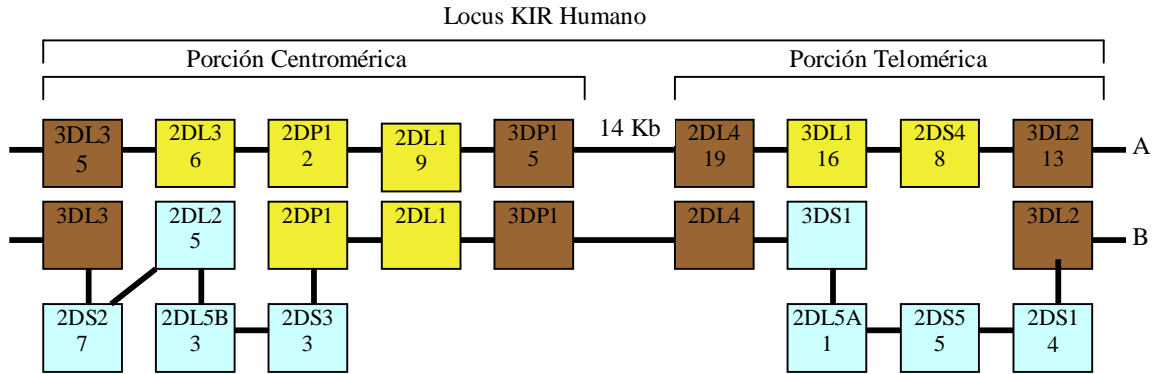 Locus KIR Humano
Porción Centromérica Porción Telomérica
3DL3 2DL3 2DP1 2DL1 3DP1 14 Kb 2DL4 3DL1 2DS4 3DL2 A
5 6 2 9 5 19 16 8 13
3DL3 2DL2 2DP1 2DL1 3DP1 2DL4 3DS1 3DL2 B
5
2DS2 2DL5B 2DS3 2DL5A 2DS5 2DS1
7 3 3 1 5 4